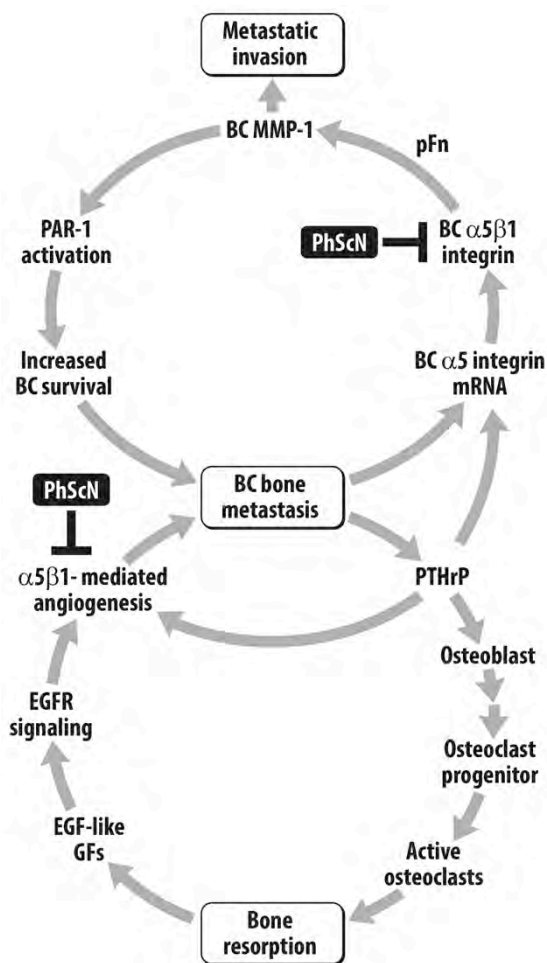 Metastatic
invasion
BC MMP-1
pFn
PAR-1
activation
PhScN
BC α5β1
integrin
Increased
BC survival
BC α5 integrin
mRNA
PhScN
BC bone
metastasis
α5β1- mediated
angiogenesis
PTHrP
Osteoblast
EGFR
signaling
Osteoclast
progenitor
EGF-like
GFs
Active
osteoclasts
Bone
resorption